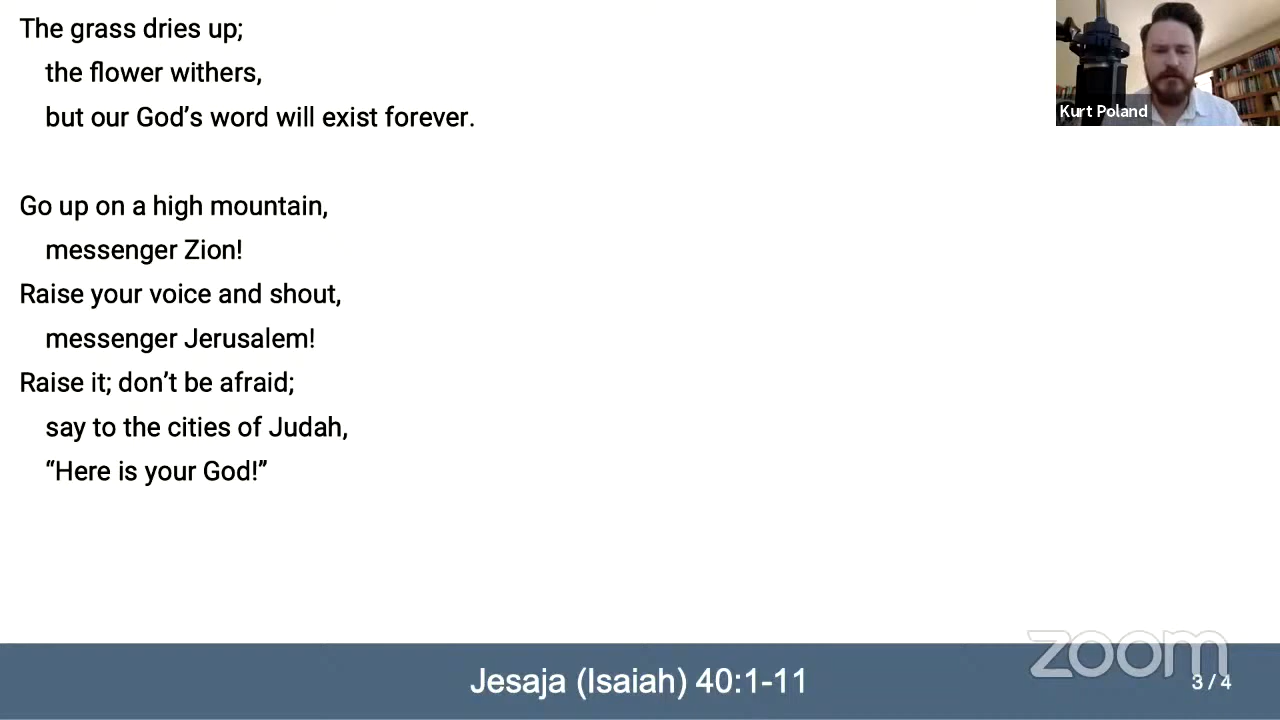 The grass dries up;
the flower withers,
but our God’s word will exist forever.
Go up on a high mountain,
messenger Zion!
Raise your voice and shout,
messenger Jerusalem!
Raise it; don’t be afraid;
say to the cities of Judah,
“Here is your God!”
Kurt Poland
Jesaja (Isaiah) 40:1-11
zoom
3 / 4